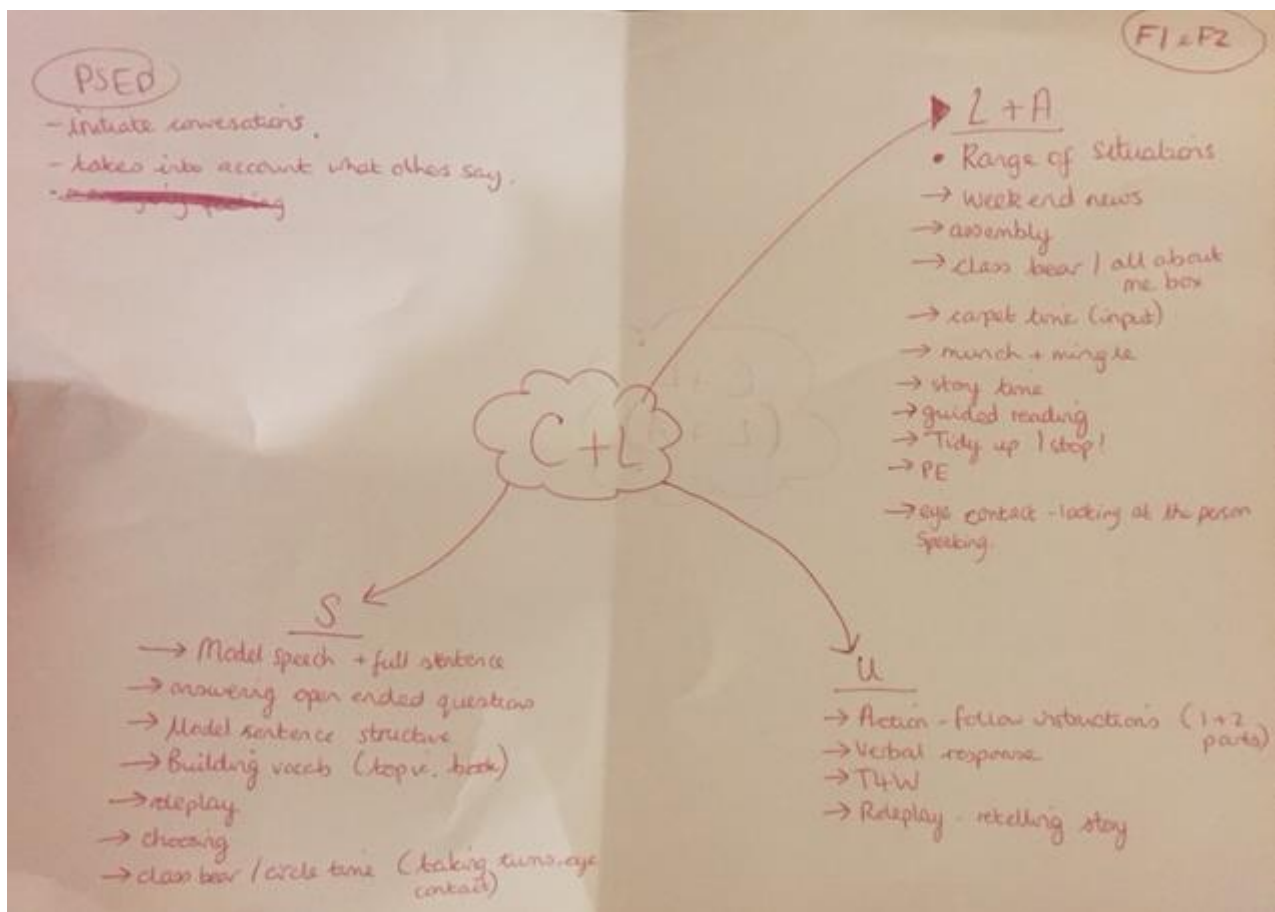 PSED
- initiate conversations.
- takes into account what others say.
F1 & F2
L + A
• Range of situations
→ weekend news
→ assembly
→ class bear / all about
me box
→ carpet time (input)
→ munch + mingle
→ story time
→ guided reading
→ Tidy up / stop!
→ PE
→ eye contact - looking at the person
speaking.
C + L
S
→ Model speech + full sentence
→ answering open ended questions
→ Model sentence structure
→ Building vocab (topic, book)
→ roleplay
→ choosing
→ class bear / circle time (taking turns, eye
contact)
U
→ Action - follow instructions (1+2
parts)
→ Verbal response
→ T4W
→ Roleplay - retelling story